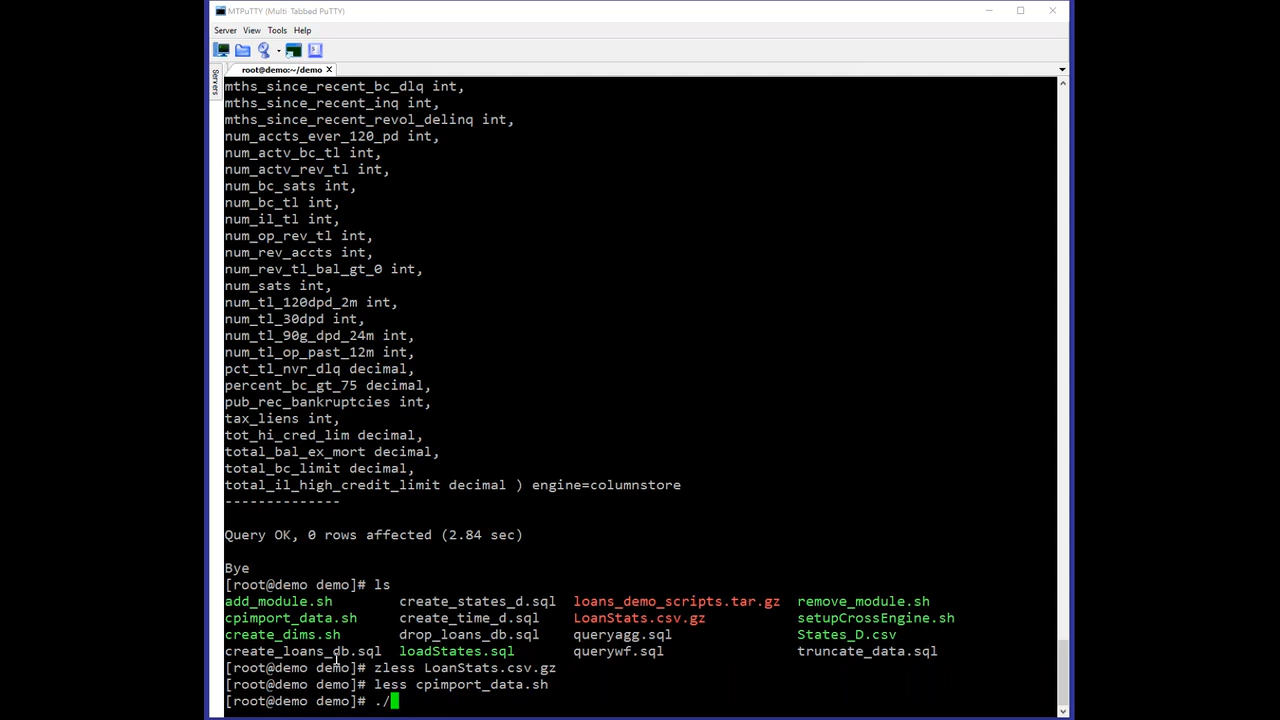 MTPuTTY (Multi-Tabbed PuTTY)
Server View Tools Help
root@demo:~/demo
Servers
mths_since_recent_bc_dlq int,
mths_since_recent_inq int,
mths_since_recent_revol_delinq int,
num_accts_ever_120_pd int,
num_actv_bc_tl int,
num_actv_rev_tl int,
num_bc_sats int,
num_bc_tl int,
num_il_tl int,
num_op_rev_tl int,
num_rev_accts int,
num_rev_tl_bal_gt_0 int,
num_sats int,
num_tl_120dpd_2m int,
num_tl_30dpd int,
num_tl_90g_dpd_24m int,
num_tl_op_past_12m int,
pct_tl_nvr_dlq decimal,
percent_bc_gt_75 decimal,
pub_rec_bankruptcies int,
tax_liens int,
tot_hi_cred_lim decimal,
total_bal_ex_mort decimal,
total_bc_limit decimal,
total_il_high_credit_limit decimal ) engine=columnstore
--------------
Query OK, 0 rows affected (2.84 sec)
Bye
[root@demo demo]# ls
add_module.sh create_states_d.sql loans_demo_scripts.tar.gz remove_module.sh
cpimport_data.sh create_time_d.sql LoanStats.csv.gz setupCrossEngine.sh
create_dims.sh drop_loans_db.sql queryagg.sql States_D.csv
create_loans_db.sql loadStates.sql querywf.sql truncate_data.sql
[root@demo demo]# zless LoanStats.csv.gz
[root@demo demo]# less cpimport_data.sh
[root@demo demo]# ./